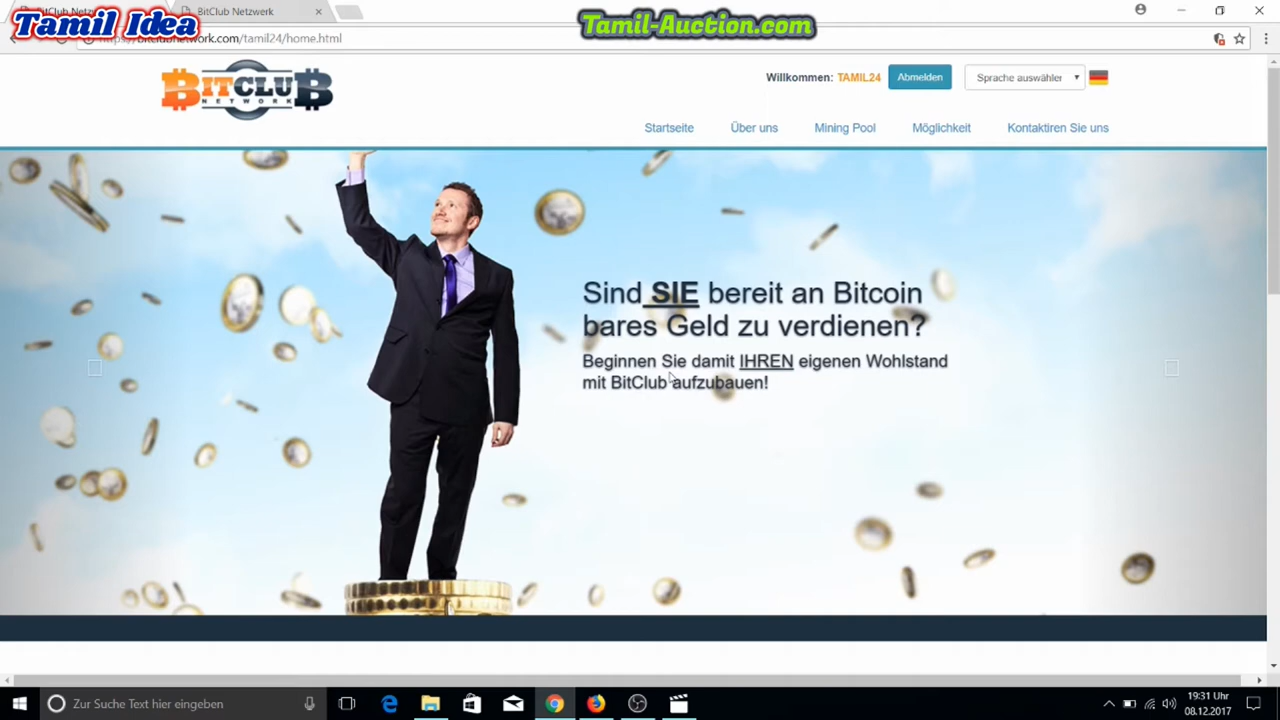 BitClub Netzwerk
Tamil Idea
Tamil-Auction.com
network.com/tamil24/home.html
BITCLUB
NETWORK
Willkommen: TAMIL24
Abmelden
Sprache auswähler
Startseite
Über uns
Mining Pool
Möglichkeit
Kontaktiren Sie uns
Sind SIE bereit an Bitcoin
bares Geld zu verdienen?
Beginnen Sie damit IHREN eigenen Wohlstand
mit BitClub aufzubauen!
Zur Suche Text hier eingeben
19:31 Uhr
08.12.2017